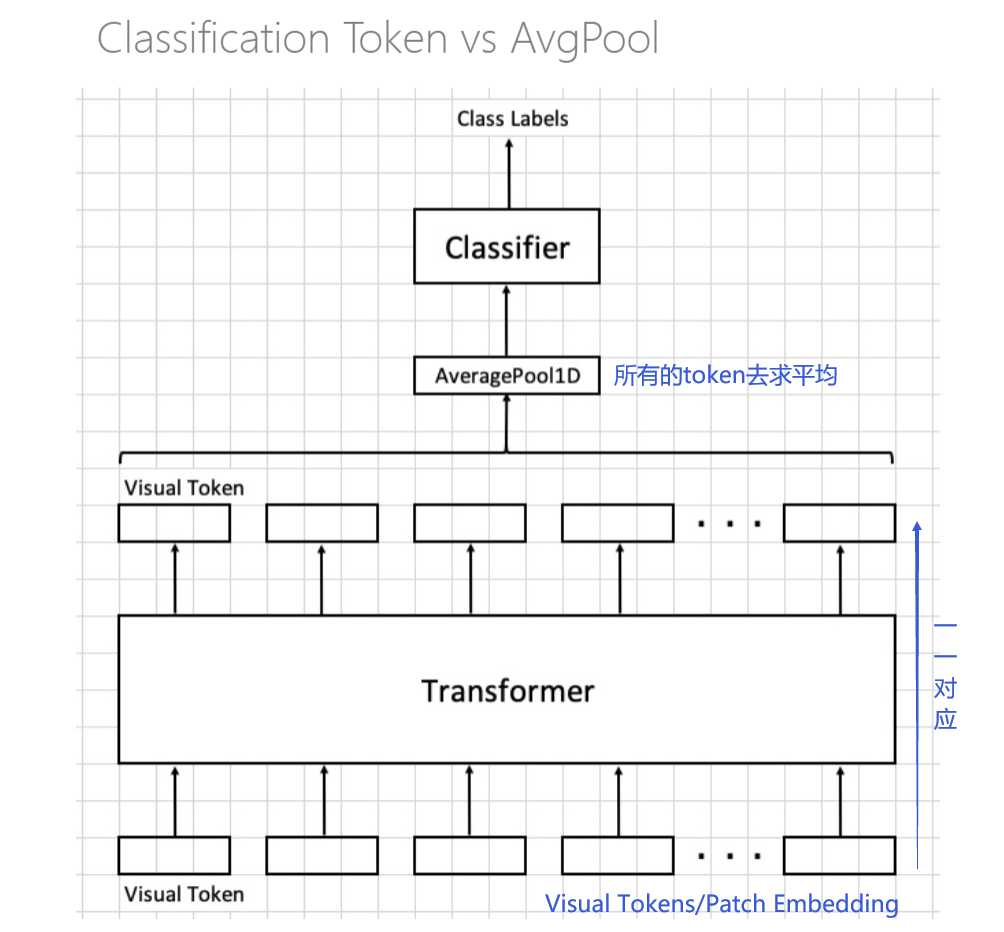 Classification Token vs AvgPool
Class Labels
Classifier
AveragePool1D
所有的token去求平均
Visual Token
. . .
Transformer
一
一
对
应
. . .
Visual Token
Visual Tokens/Patch Embedding